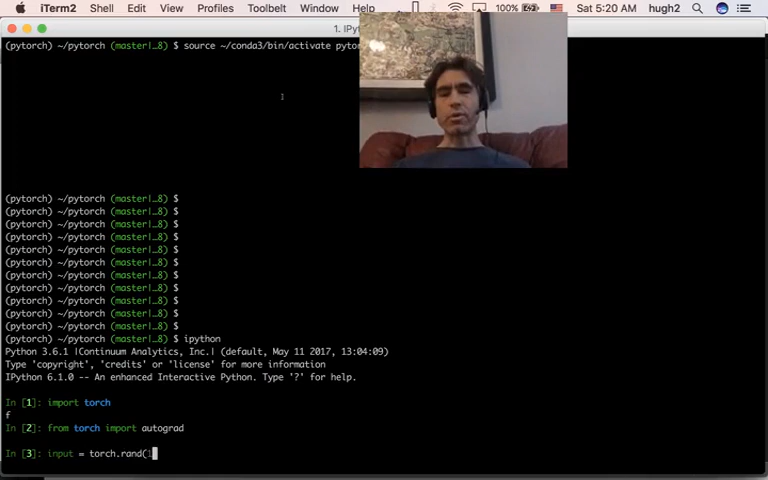 iTerm2 Shell Edit View Profiles Toolbelt Window Help 100% Sat 5:20 AM hugh2
1. IPy
(pytorch) ~/pytorch (master|…8) $ source ~/conda3/bin/activate pytor
(pytorch) ~/pytorch (master|…8) $
(pytorch) ~/pytorch (master|…8) $
(pytorch) ~/pytorch (master|…8) $
(pytorch) ~/pytorch (master|…8) $
(pytorch) ~/pytorch (master|…8) $
(pytorch) ~/pytorch (master|…8) $
(pytorch) ~/pytorch (master|…8) $
(pytorch) ~/pytorch (master|…8) $
(pytorch) ~/pytorch (master|…8) $
(pytorch) ~/pytorch (master|…8) $
(pytorch) ~/pytorch (master|…8) $
(pytorch) ~/pytorch (master|…8) $ ipython
Python 3.6.1 |Continuum Analytics, Inc.| (default, May 11 2017, 13:04:09)
Type 'copyright', 'credits' or 'license' for more information
IPython 6.1.0 -- An enhanced Interactive Python. Type '?' for help.
In [1]: import torch
f
In [2]: from torch import autograd
In [3]: input = torch.rand(1